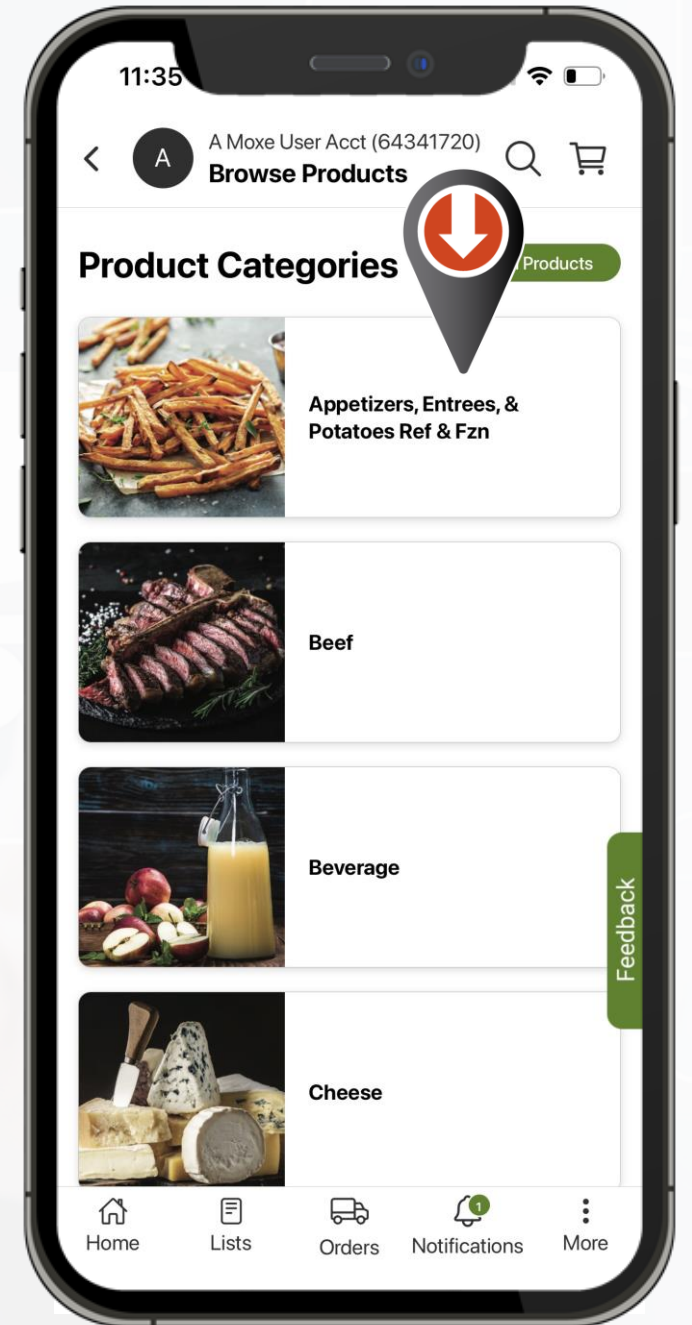 11:35
A Moxe User Acct (64341720)
A
Browse Products
Product Categories
Products
Appetizers, Entrees, &
Potatoes Ref & Fzn
Beef
Beverage
Feedback
Cheese
1
Home
Lists
Orders
Notifications
More